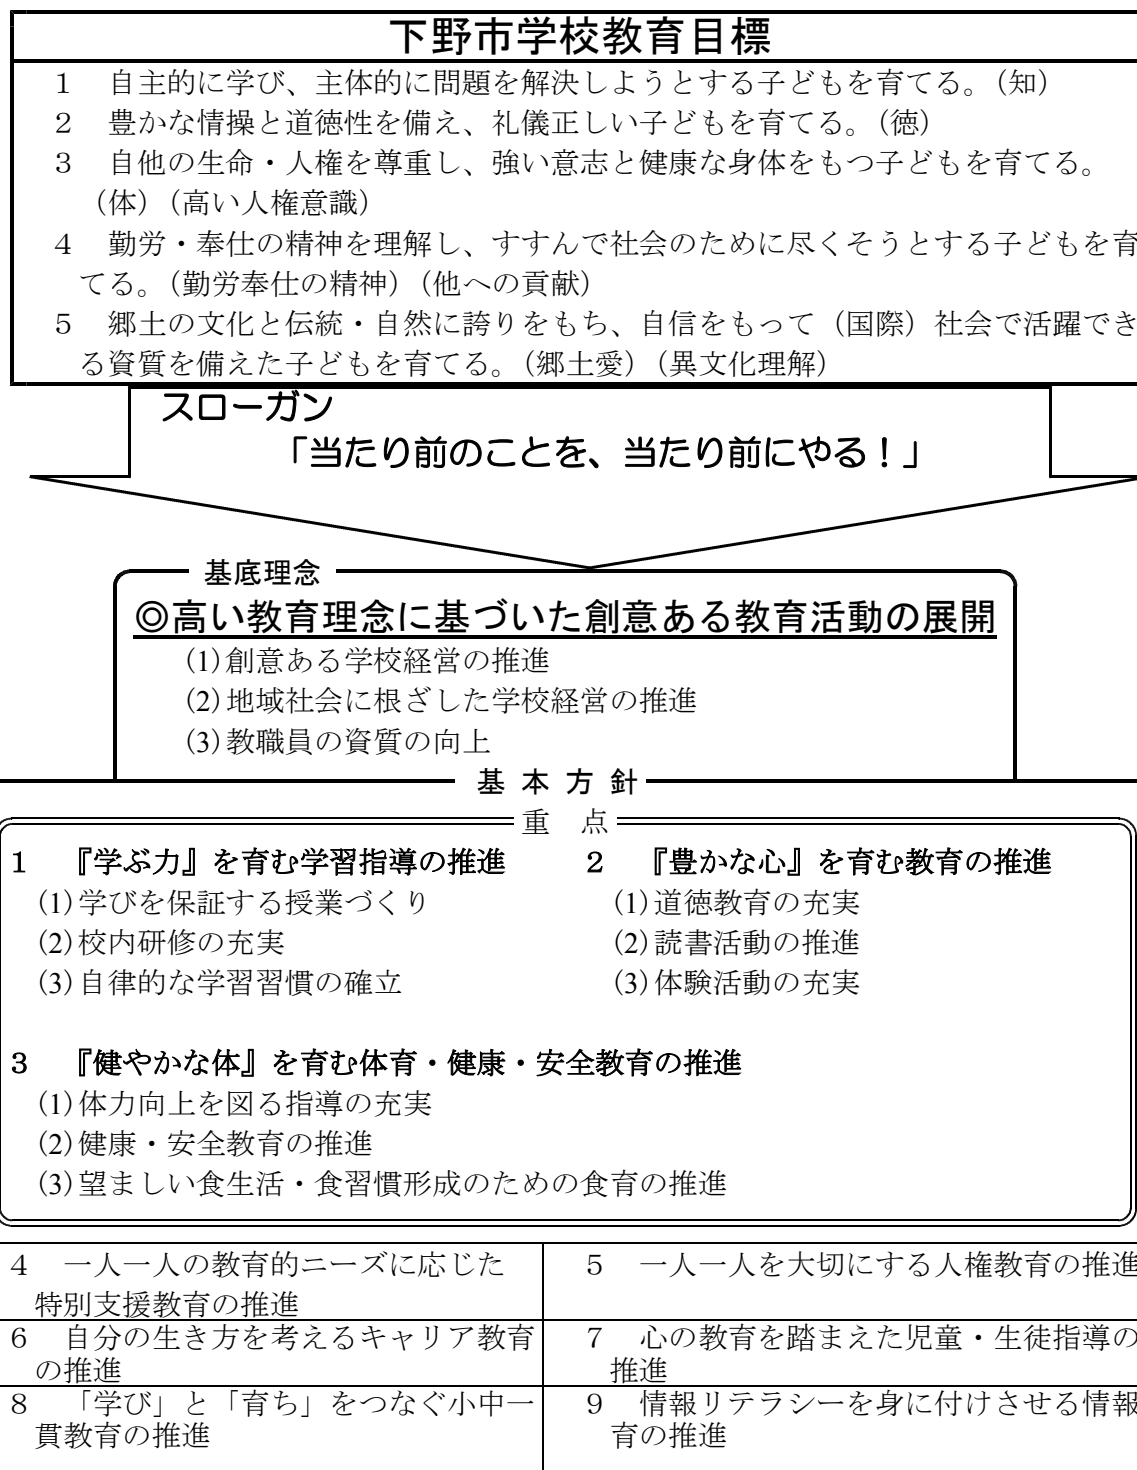 下野市学校教育目標
１　自主的に学び、主体的に問題を解決しようとする子どもを育てる。（知）
２　豊かな情操と道徳性を備え、礼儀正しい子どもを育てる。（徳）
３　自他の生命・人権を尊重し、強い意志と健康な身体をもつ子どもを育てる。
（体）（高い人権意識）
４　勤労・奉仕の精神を理解し、すすんで社会のために尽くそうとする子どもを育
てる。（勤労奉仕の精神）（他への貢献）
５　郷土の文化と伝統・自然に誇りをもち、自信をもって（国際）社会で活躍でき
る資質を備えた子どもを育てる。（郷土愛）（異文化理解）
スローガン
「当たり前のことを、当たり前にやる！」
基底理念
◎高い教育理念に基づいた創意ある教育活動の展開
(1)創意ある学校経営の推進
(2)地域社会に根ざした学校経営の推進
(3)教職員の資質の向上
基 本 方 針
重　点
１　『学ぶ力』を育む学習指導の推進
(1)学びを保証する授業づくり
(2)校内研修の充実
(3)自律的な学習習慣の確立
２　『豊かな心』を育む教育の推進
(1)道徳教育の充実
(2)読書活動の推進
(3)体験活動の充実
３　『健やかな体』を育む体育・健康・安全教育の推進
(1)体力向上を図る指導の充実
(2)健康・安全教育の推進
(3)望ましい食生活・食習慣形成のための食育の推進
４　一人一人の教育的ニーズに応じた
特別支援教育の推進
５　一人一人を大切にする人権教育の推進
６　自分の生き方を考えるキャリア教育
の推進
７　心の教育を踏まえた児童・生徒指導の
推進
８　「学び」と「育ち」をつなぐ小中一
貫教育の推進
９　情報リテラシーを身に付けさせる情報
育の推進